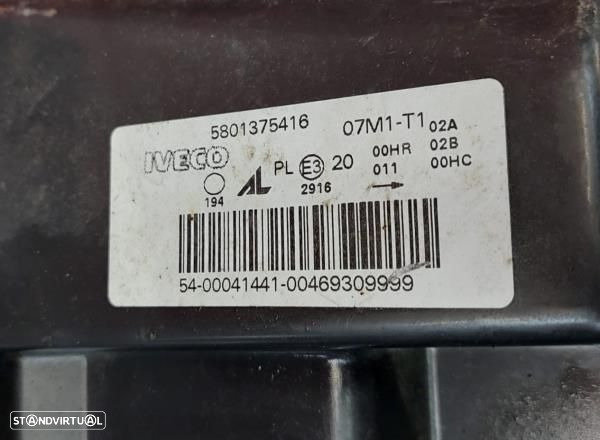 5801375416 07M1-T1 02A
IVECO AL PL E3 20 00HR 02B
011 → 00HC
194 2916
54-00041441-00469309999
STANDVIRTUAL